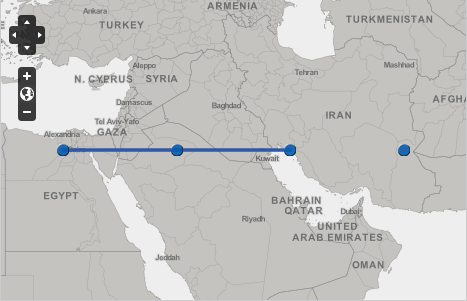 ARMENIA
Ankara
TURKEY
TURKMENISTAN
Aleppo
Tehran
Mashhad
N. CYPRUS
SYRIA
Damascus
Baghdad
AFGHA
IRAN
Tel Aviv-Yafo
GAZA
Alexandria
Kuwait
EGYPT
BAHRAIN
QATAR
Dubai
Riyadh
UNITED
ARAB EMIRATES
Jeddah
OMAN